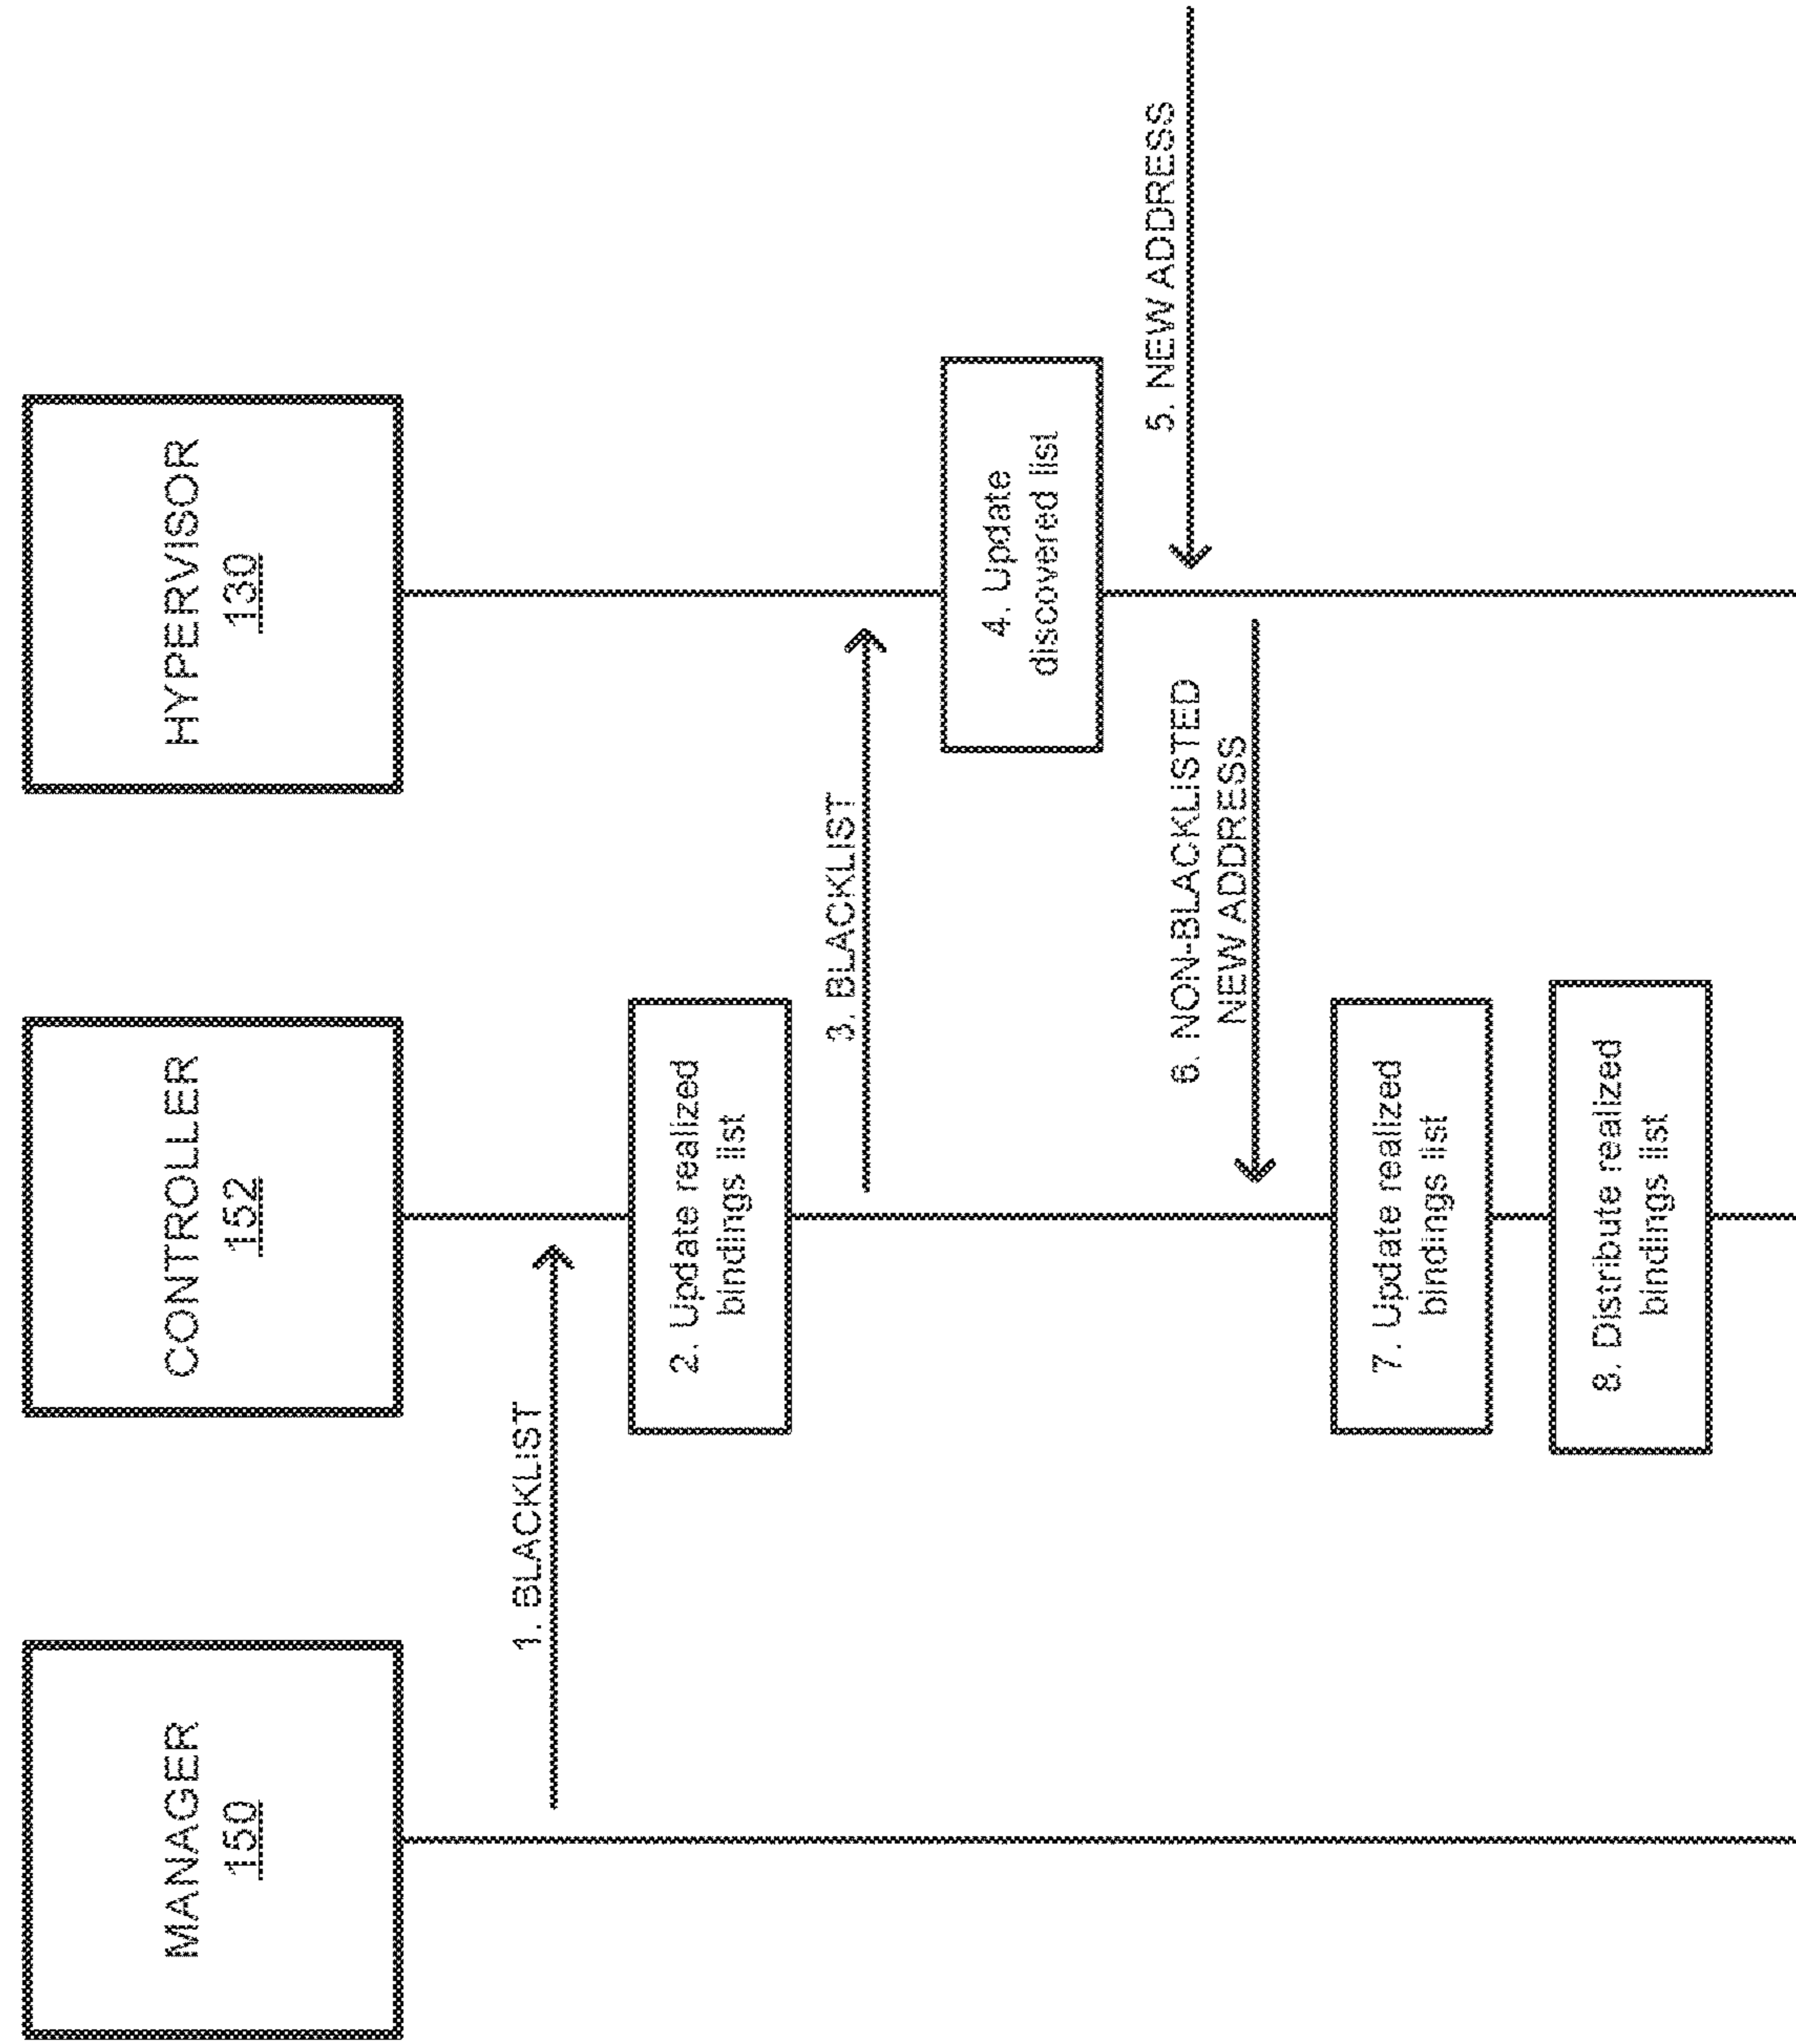 MANAGER
150
CONTROLLER
152
HYPERVISOR
130
1. BLACKLIST
2. Update realized
bindings list
3. BLACKLIST
4. Update
discovered list
5. NEW ADDRESS
6. NON-BLACKLISTED
NEW ADDRESS
7. Update realized
bindings list
8. Distribute realized
bindings list